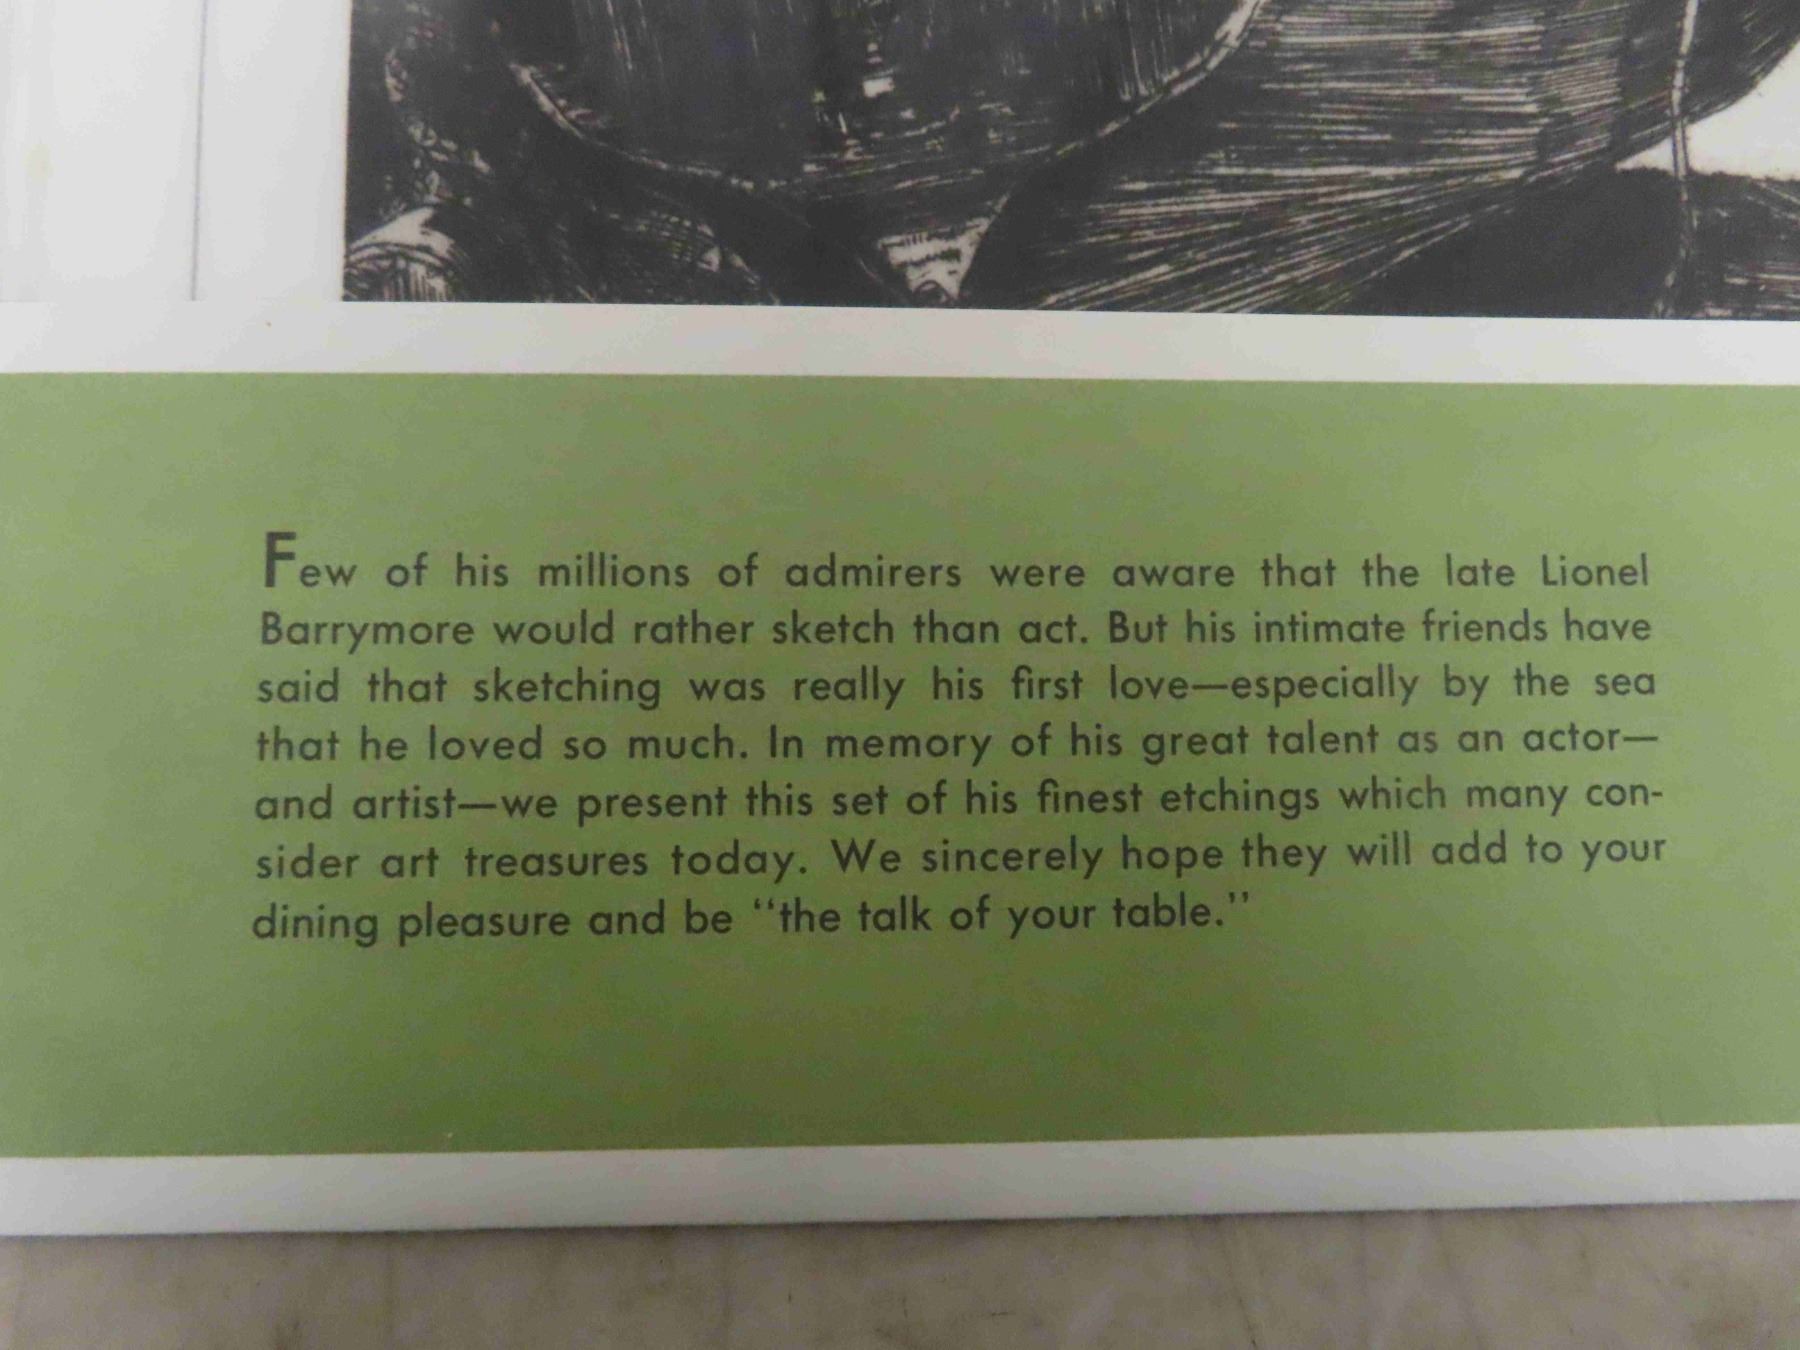 Few of his millions of admirers were aware that the late Lionel
Barrymore would rather sketch than act. But his intimate friends have
said that sketching was really his first love—especially by the sea
that he loved so much. In memory of his great talent as an actor—
and artist—we present this set of his finest etchings which many con-
sider art treasures today. We sincerely hope they will add to your
dining pleasure and be "the talk of your table."